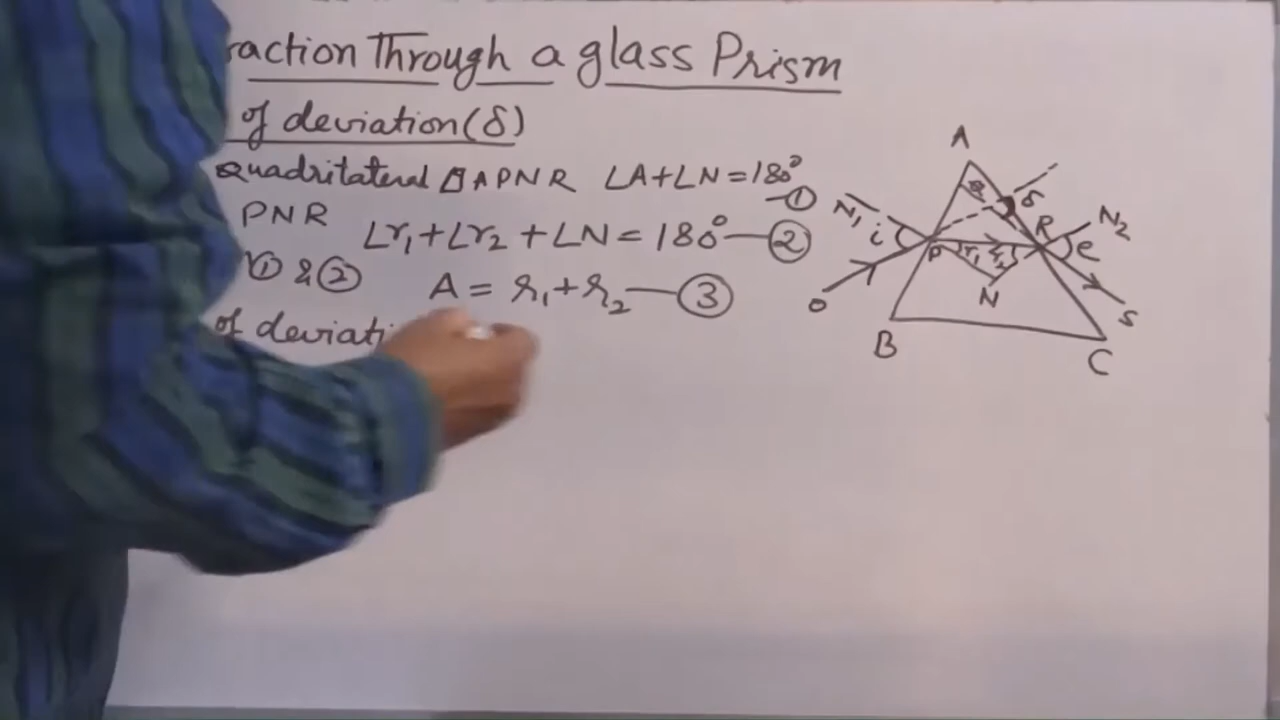 raction Through a glass Prism
of deviation(δ)
Quadritateral ▱APNR ∠A+∠N=180° —①
PNR
∠r₁+∠r₂+∠N=180°—②
① & ②
A = r₁+r₂—③
of deviati
A
δ
N₁
i
P
r₁
r₂
R
N₂
e
O
N
S
B
C